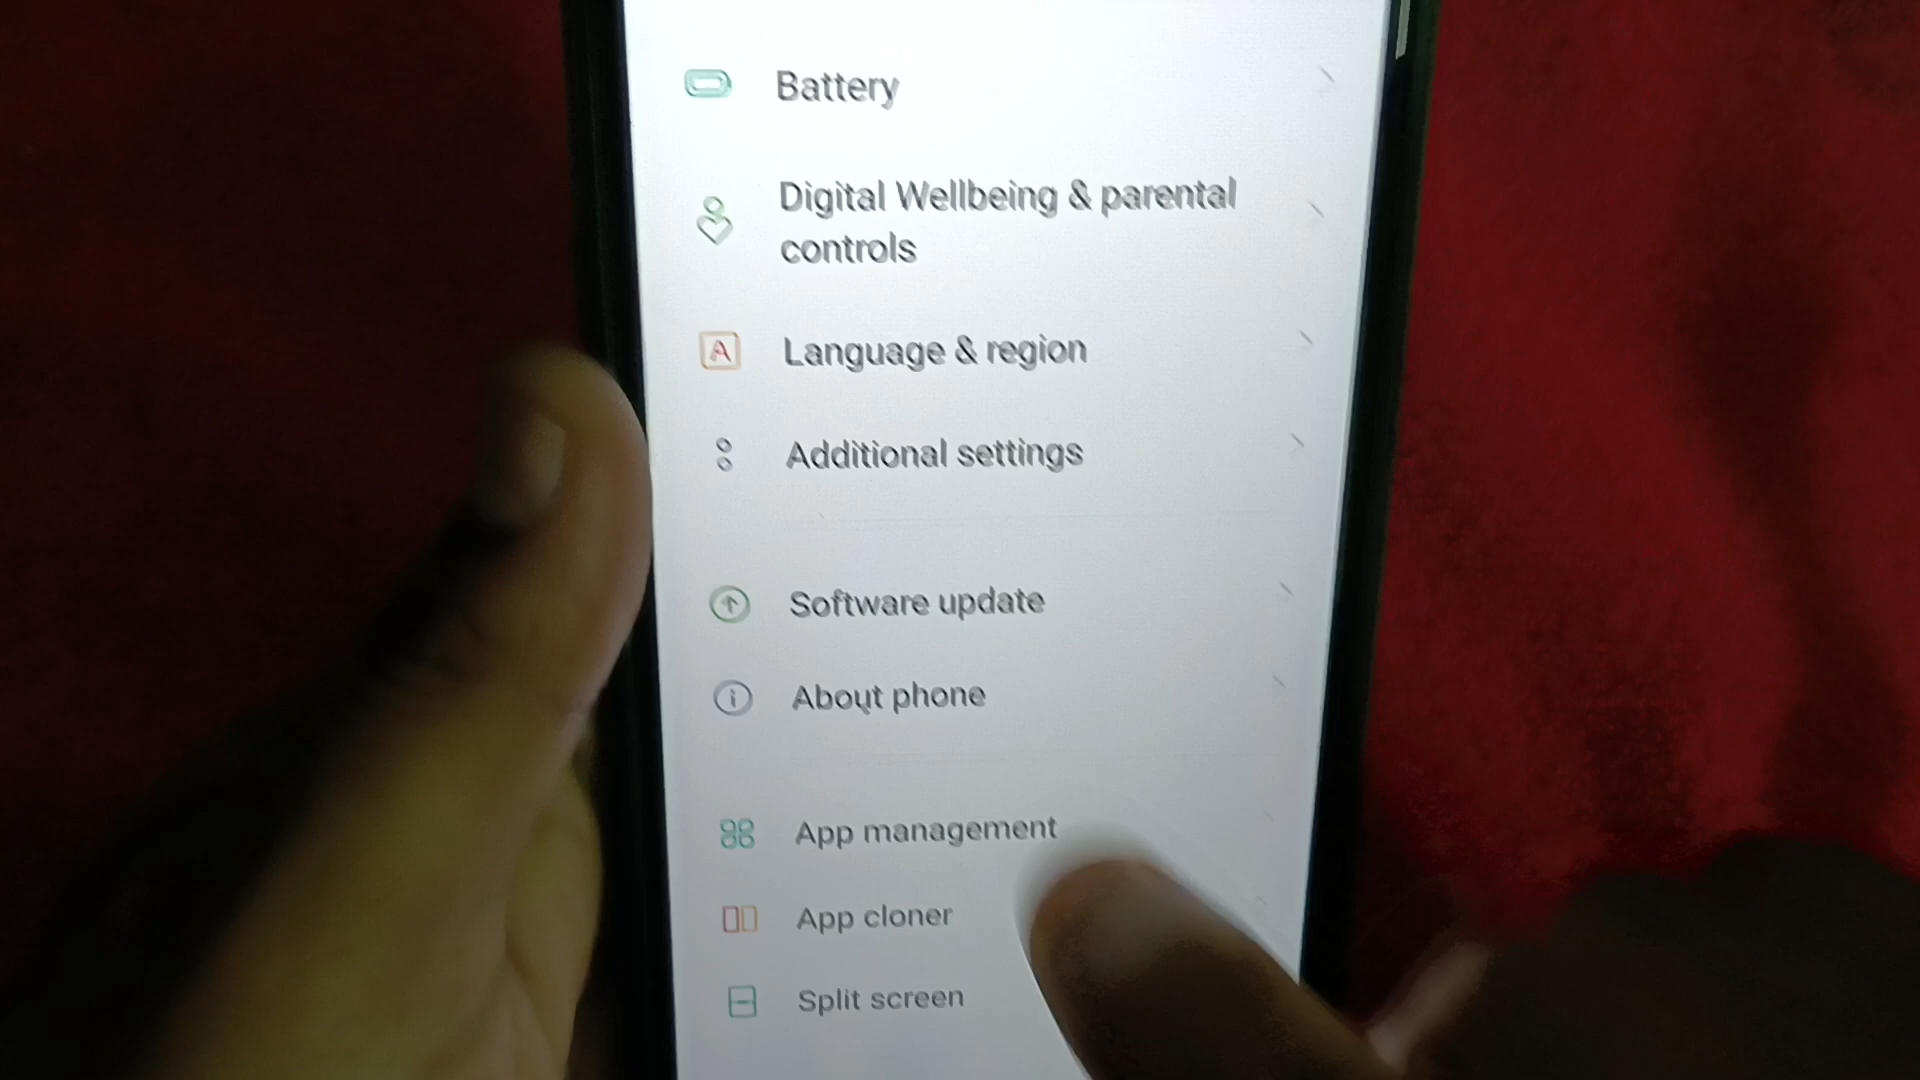 Battery
Digital Wellbeing & parental
controls
Language & region
Additional settings
Software update
About phone
App management
App cloner
Split screen